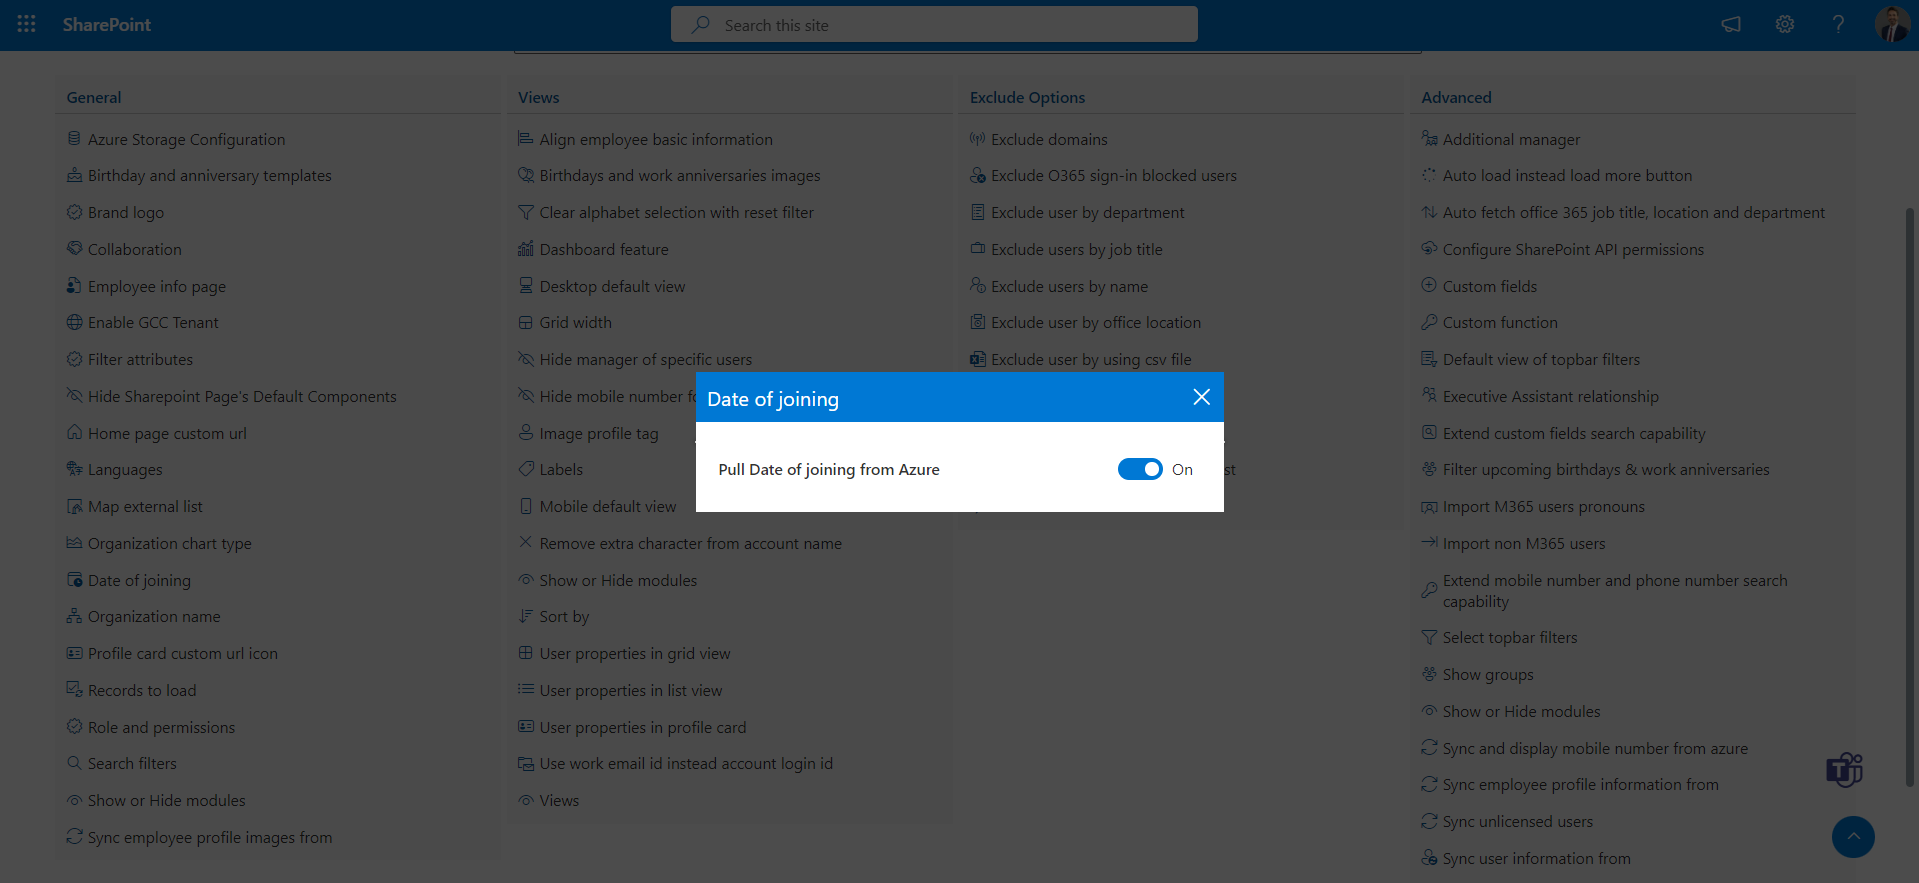 SharePoint
Search this site
General
Azure Storage Configuration
Birthday and anniversary templates
Brand logo
Collaboration
Employee info page
Enable GCC Tenant
Filter attributes
Hide Sharepoint Page's Default Components
Home page custom url
Languages
Map external list
Organization chart type
Date of joining
Organization name
Profile card custom url icon
Records to load
Role and permissions
Search filters
Show or Hide modules
Sync employee profile images from
Views
Align employee basic information
Birthdays and work anniversaries images
Clear alphabet selection with reset filter
Dashboard feature
Desktop default view
Grid width
Hide manager of specific users
Hide mobile number
Image profile tag
Labels
Mobile default view
Remove extra character from account name
Show or Hide modules
Sort by
User properties in grid view
User properties in list view
User properties in profile card
Use work email id instead account login id
Views
Exclude Options
Exclude domains
Exclude O365 sign-in blocked users
Exclude user by department
Exclude users by job title
Exclude users by name
Exclude user by office location
Exclude user by using csv file
Date of joining
Pull Date of joining from Azure
On
Advanced
Additional manager
Auto load instead load more button
Auto fetch office 365 job title, location and department
Configure SharePoint API permissions
Custom fields
Custom function
Default view of topbar filters
Executive Assistant relationship
Extend custom fields search capability
Filter upcoming birthdays & work anniversaries
Import M365 users pronouns
Import non M365 users
Extend mobile number and phone number search
capability
Select topbar filters
Show groups
Show or Hide modules
Sync and display mobile number from azure
Sync employee profile information from
Sync unlicensed users
Sync user information from